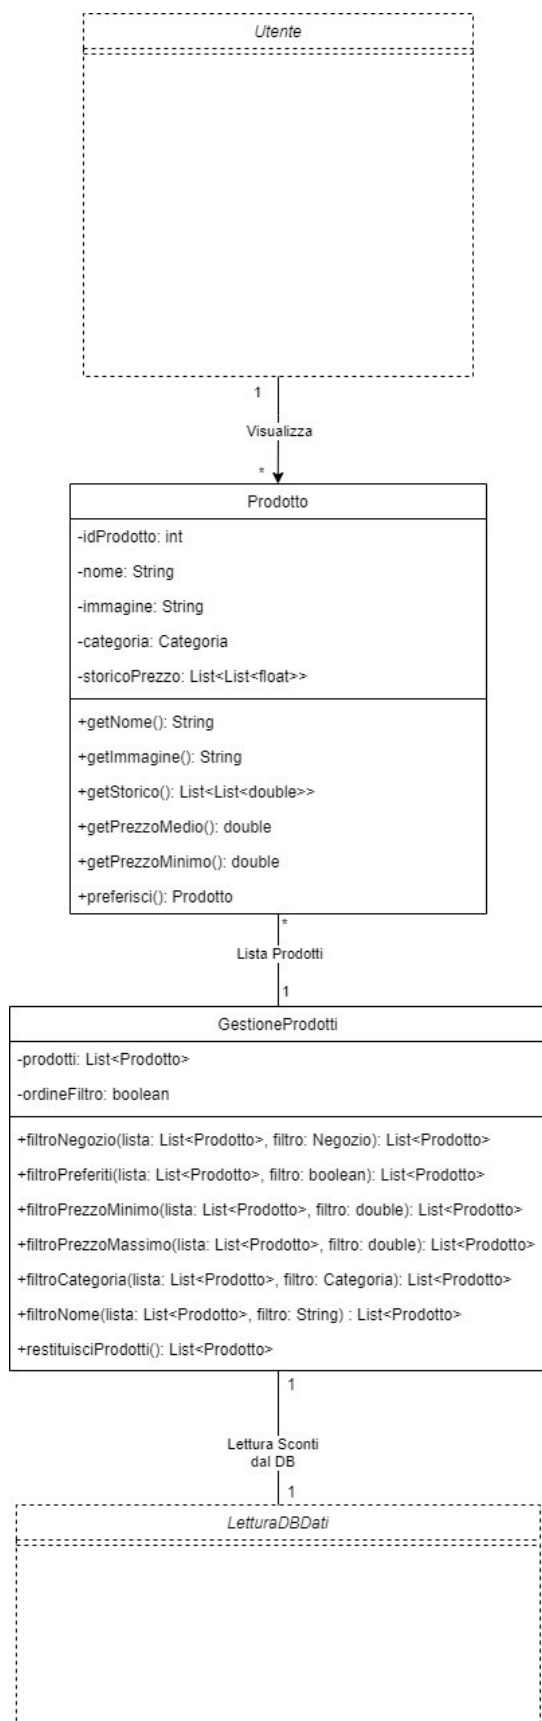 Utente
1
Visualizza
*
Prodotto
-idProdotto: int
-nome: String
-immagine: String
-categoria: Categoria
-storicoPrezzo: List<List<float>>
+getNome(): String
+getImmagine(): String
+getStorico(): List<List<double>>
+getPrezzoMedio(): double
+getPrezzoMinimo(): double
+preferisci(): Prodotto
*
Lista Prodotti
1
GestioneProdotti
-prodotti: List<Prodotto>
-ordineFiltro: boolean
+filtroNegozio(lista: List<Prodotto>, filtro: Negozio): List<Prodotto>
+filtroPreferiti(lista: List<Prodotto>, filtro: boolean): List<Prodotto>
+filtroPrezzoMinimo(lista: List<Prodotto>, filtro: double): List<Prodotto>
+filtroPrezzoMassimo(lista: List<Prodotto>, filtro: double): List<Prodotto>
+filtroCategoria(lista: List<Prodotto>, filtro: Categoria): List<Prodotto>
+filtroNome(lista: List<Prodotto>, filtro: String) : List<Prodotto>
+restituisciProdotti(): List<Prodotto>
1
Lettura Sconti
dal DB
1
LetturaDBDati